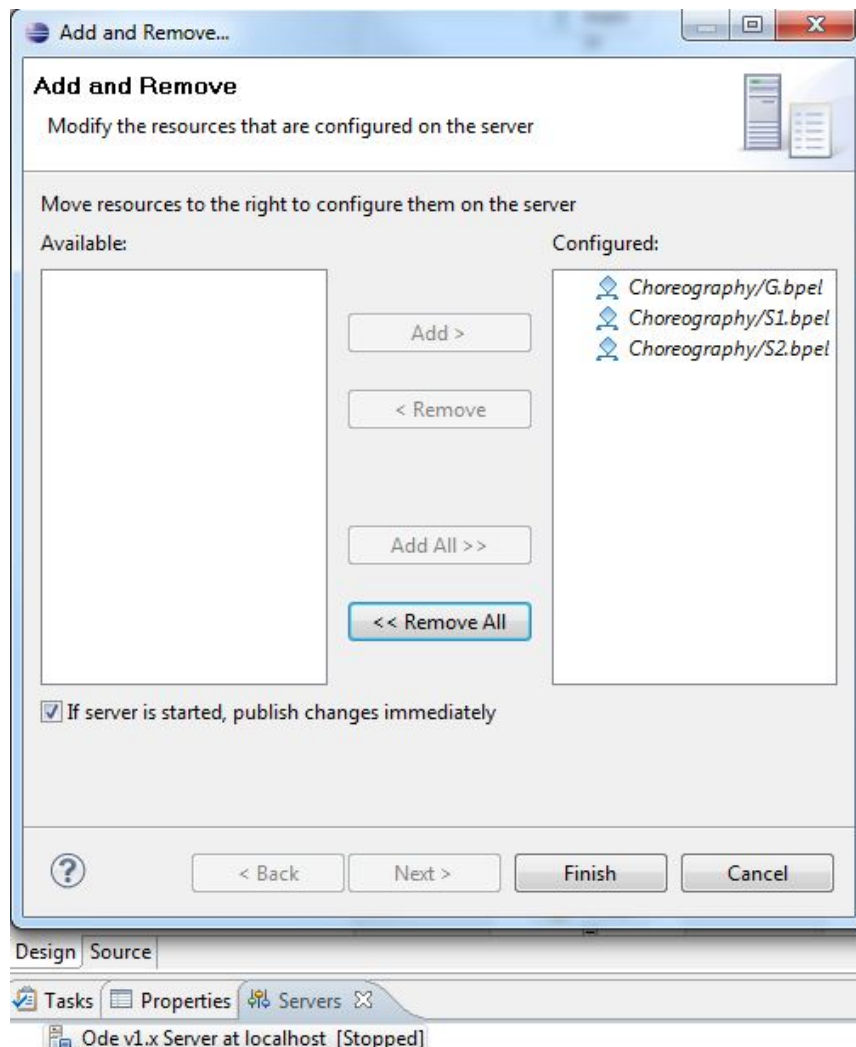 Add and Remove...
Add and Remove
Modify the resources that are configured on the server
Move resources to the right to configure them on the server
Available:
Configured:
Choreography/G.bpel
Choreography/S1.bpel
Choreography/S2.bpel
Add >
< Remove
Add All >>
<< Remove All
If server is started, publish changes immediately
?
< Back
Next >
Finish
Cancel
Design
Source
Tasks
Properties
Servers
Ode v1.x Server at localhost [Stopped]